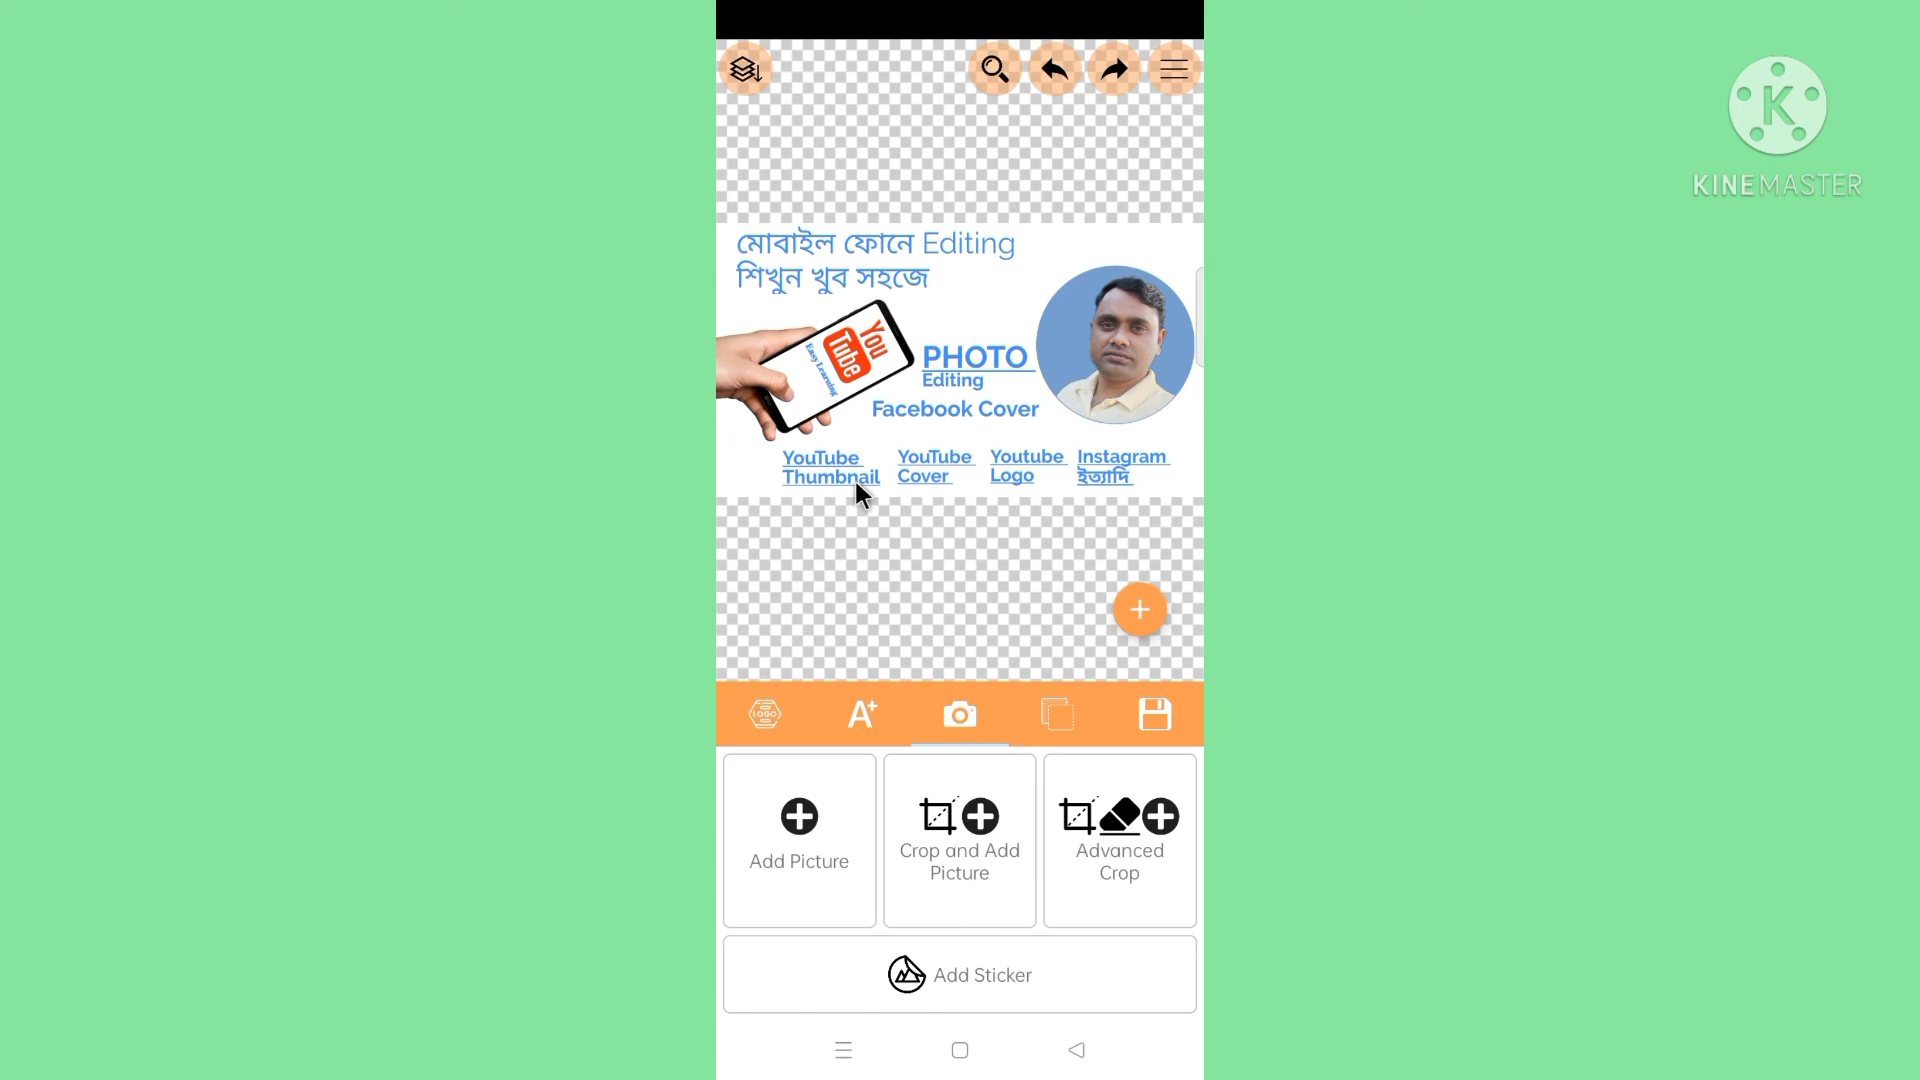 KINEMASTER
মোবাইল ফোনে Editing
শিখুন খুব সহজে
You
Tube
Easy Learning
PHOTO
Editing
Facebook Cover
YouTube
Thumbnail
YouTube
Cover
Youtube
Logo
Instagram
ইত্যাদি
LOGO
A+
Add Picture
Crop and Add
Picture
Advanced
Crop
Add Sticker